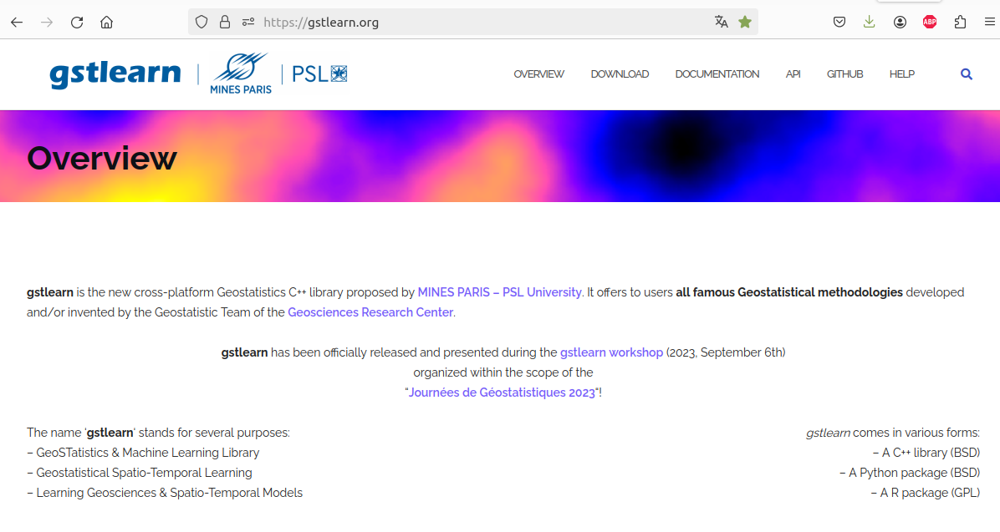 https://gstlearn.org
ABP
gstlearn | MINES PARIS | PSL
OVERVIEW DOWNLOAD DOCUMENTATION API GITHUB HELP
Overview
gstlearn is the new cross-platform Geostatistics C++ library proposed by MINES PARIS – PSL University. It offers to users all famous Geostatistical methodologies developed
and/or invented by the Geostatistic Team of the Geosciences Research Center.
gstlearn has been officially released and presented during the gstlearn workshop (2023, September 6th)
organized within the scope of the
“Journées de Géostatistiques 2023“!
The name ‘gstlearn‘ stands for several purposes:
– GeoSTatistics & Machine Learning Library
– Geostatistical Spatio-Temporal Learning
– Learning Geosciences & Spatio-Temporal Models
gstlearn comes in various forms:
– A C++ library (BSD)
– A Python package (BSD)
– A R package (GPL)